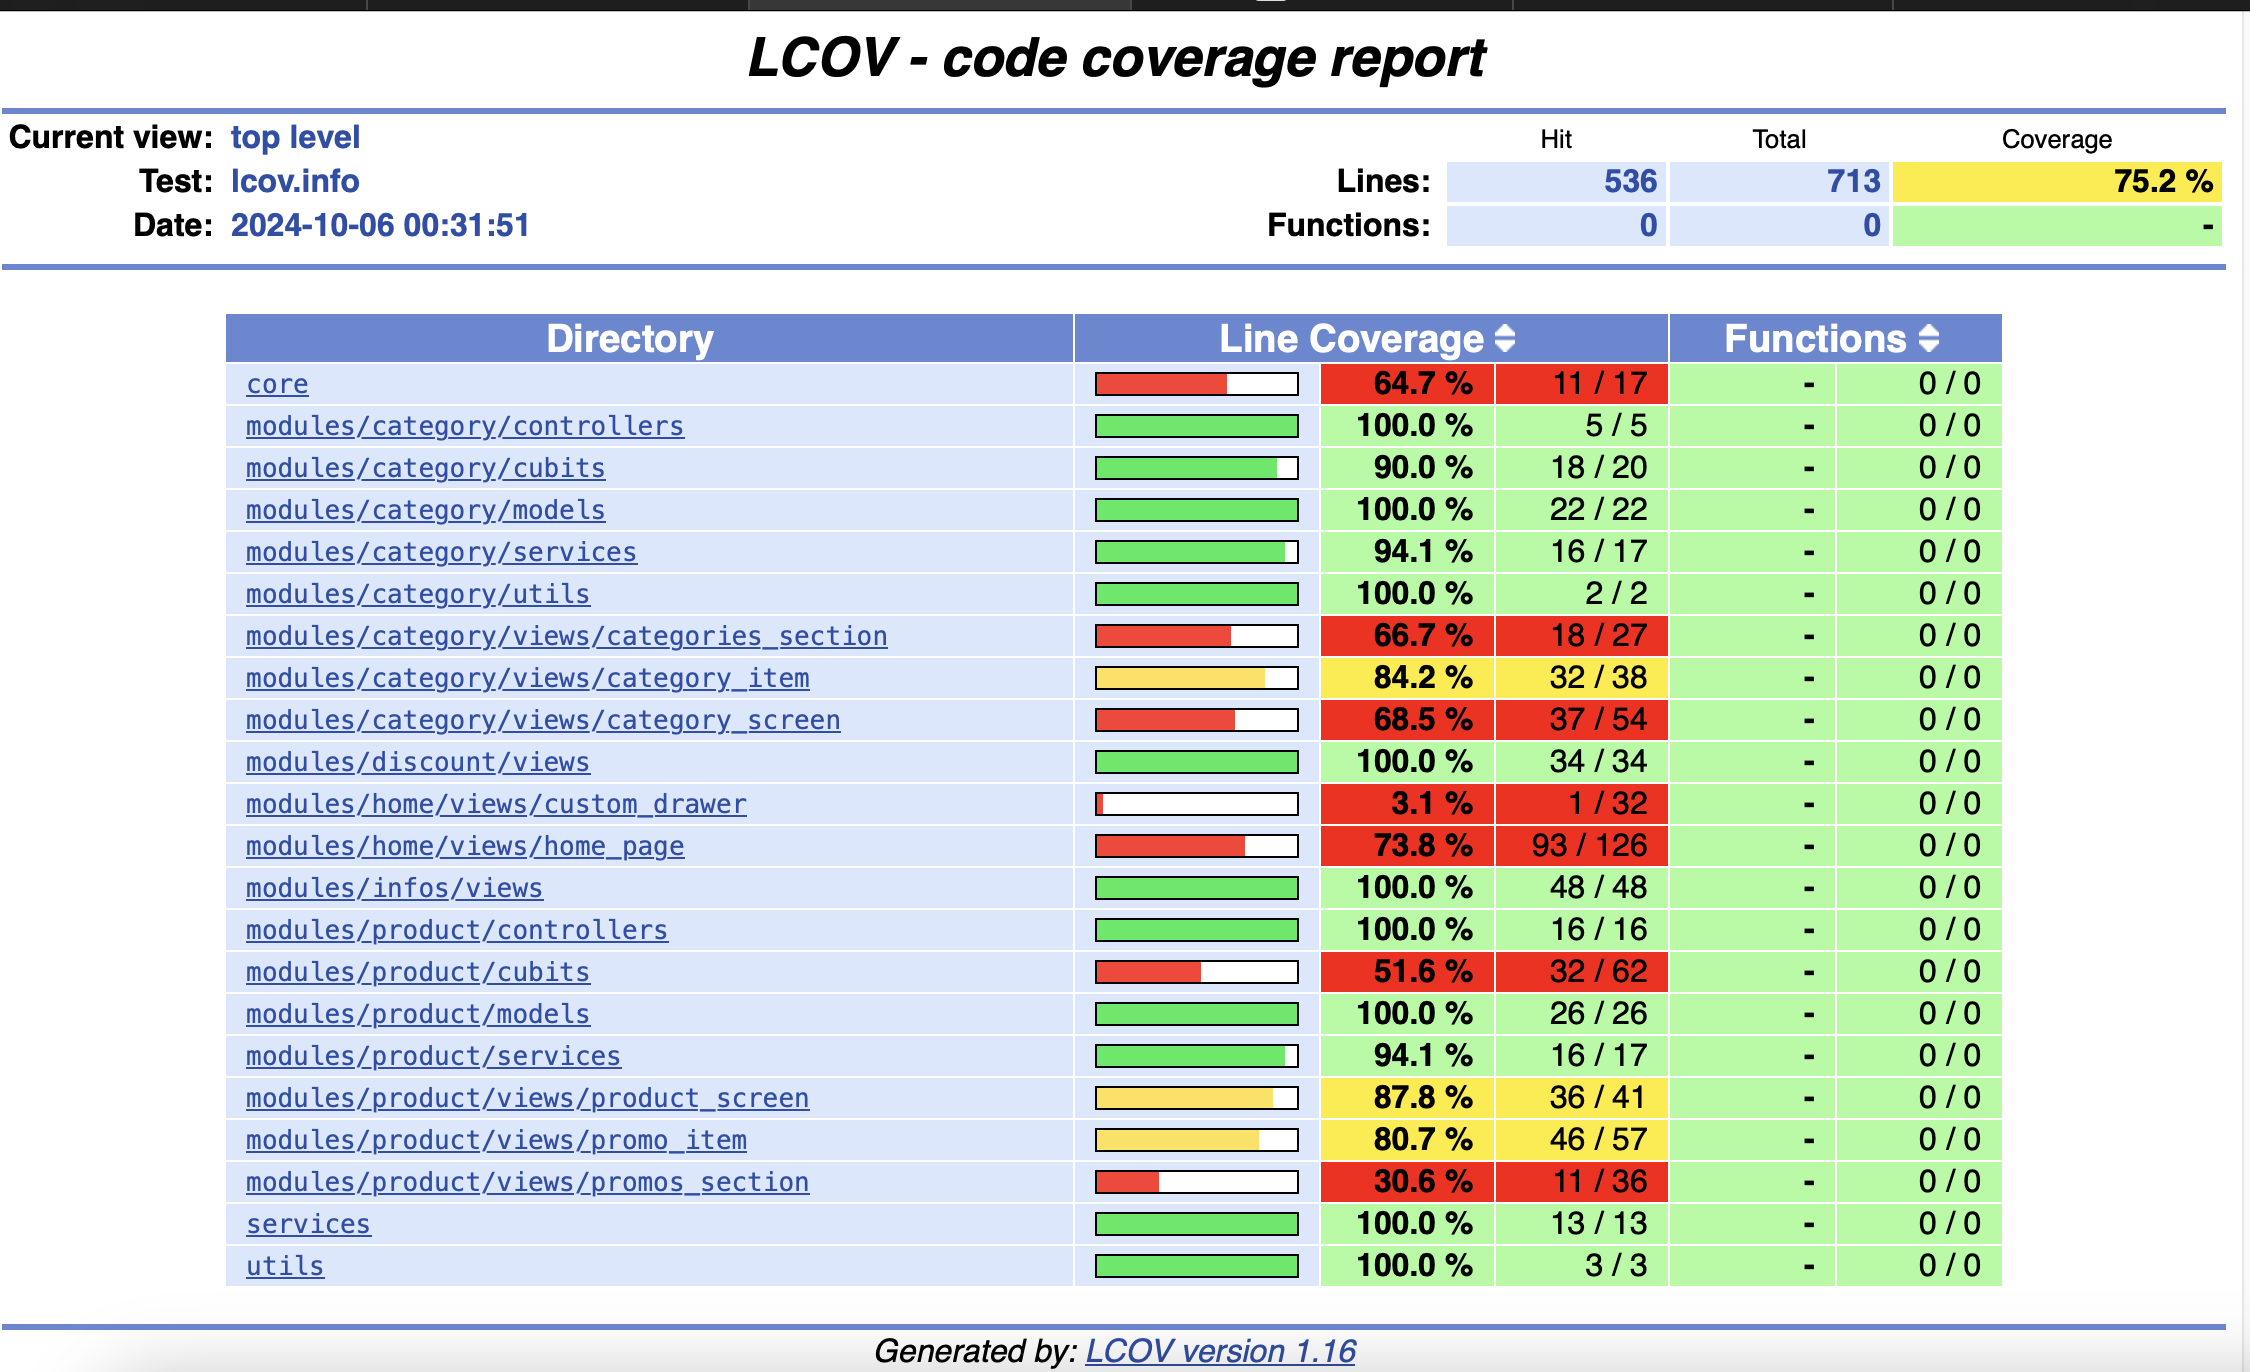 LCOV - code coverage report
Current view: top level Hit Total Coverage
Test: lcov.info Lines: 536 713 75.2 %
Date: 2024-10-06 00:31:51 Functions: 0 0 -
Directory Line Coverage Functions
core 64.7 % 11 / 17 - 0 / 0
modules/category/controllers 100.0 % 5 / 5 - 0 / 0
modules/category/cubits 90.0 % 18 / 20 - 0 / 0
modules/category/models 100.0 % 22 / 22 - 0 / 0
modules/category/services 94.1 % 16 / 17 - 0 / 0
modules/category/utils 100.0 % 2 / 2 - 0 / 0
modules/category/views/categories_section 66.7 % 18 / 27 - 0 / 0
modules/category/views/category_item 84.2 % 32 / 38 - 0 / 0
modules/category/views/category_screen 68.5 % 37 / 54 - 0 / 0
modules/discount/views 100.0 % 34 / 34 - 0 / 0
modules/home/views/custom_drawer 3.1 % 1 / 32 - 0 / 0
modules/home/views/home_page 73.8 % 93 / 126 - 0 / 0
modules/infos/views 100.0 % 48 / 48 - 0 / 0
modules/product/controllers 100.0 % 16 / 16 - 0 / 0
modules/product/cubits 51.6 % 32 / 62 - 0 / 0
modules/product/models 100.0 % 26 / 26 - 0 / 0
modules/product/services 94.1 % 16 / 17 - 0 / 0
modules/product/views/product_screen 87.8 % 36 / 41 - 0 / 0
modules/product/views/promo_item 80.7 % 46 / 57 - 0 / 0
modules/product/views/promos_section 30.6 % 11 / 36 - 0 / 0
services 100.0 % 13 / 13 - 0 / 0
utils 100.0 % 3 / 3 - 0 / 0
Generated by: LCOV version 1.16